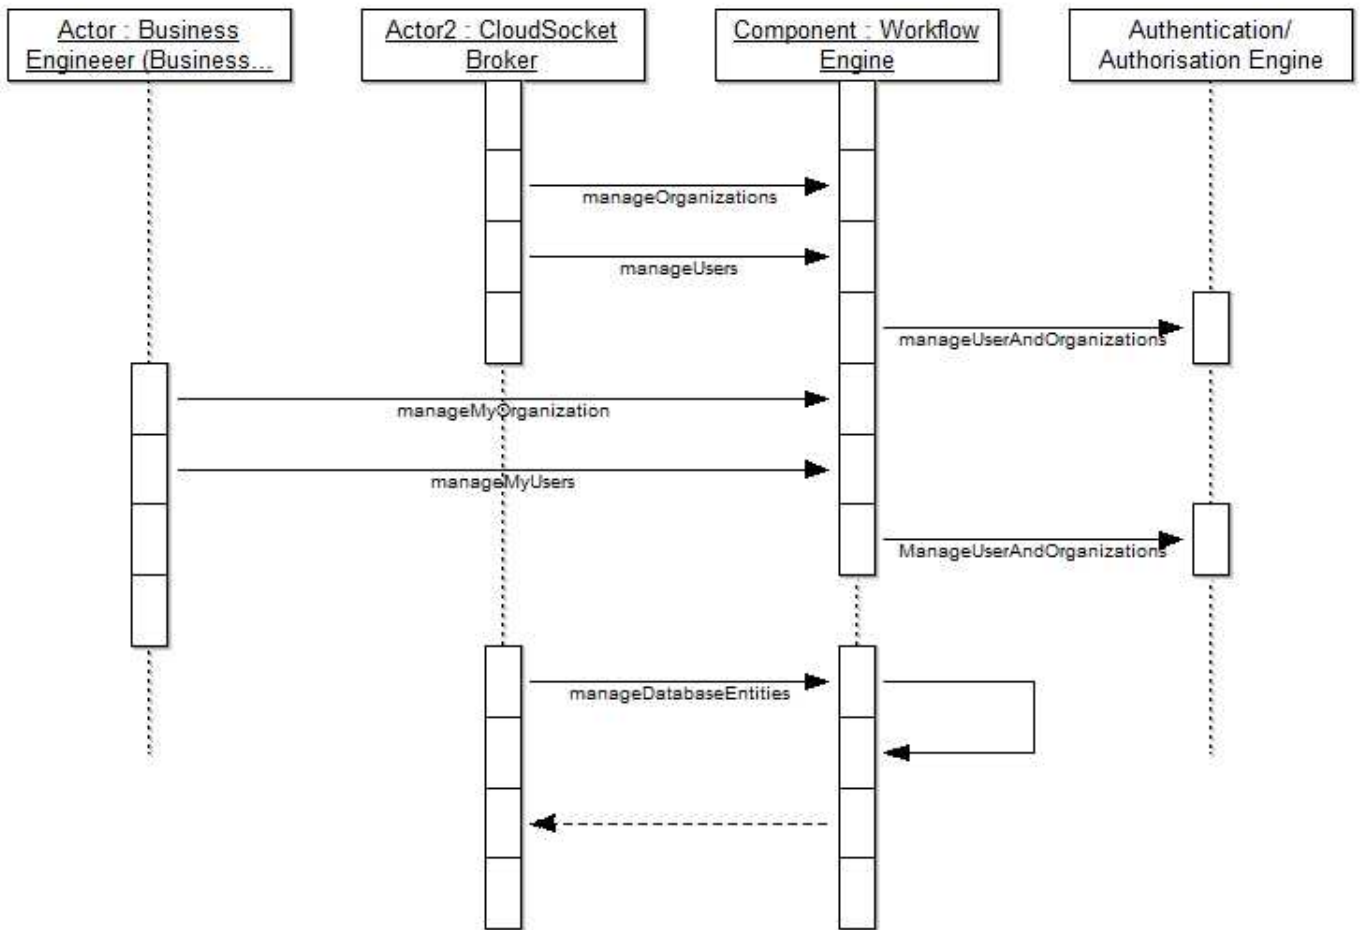 Actor : Business
Engineeer (Business...
Actor2 : CloudSocket
Broker
Component : Workflow
Engine
Authentication/
Authorisation Engine
manageOrganizations
manageUsers
manageUserAndOrganizations
manageMyOrganization
manageMyUsers
ManageUserAndOrganizations
manageDatabaseEntities